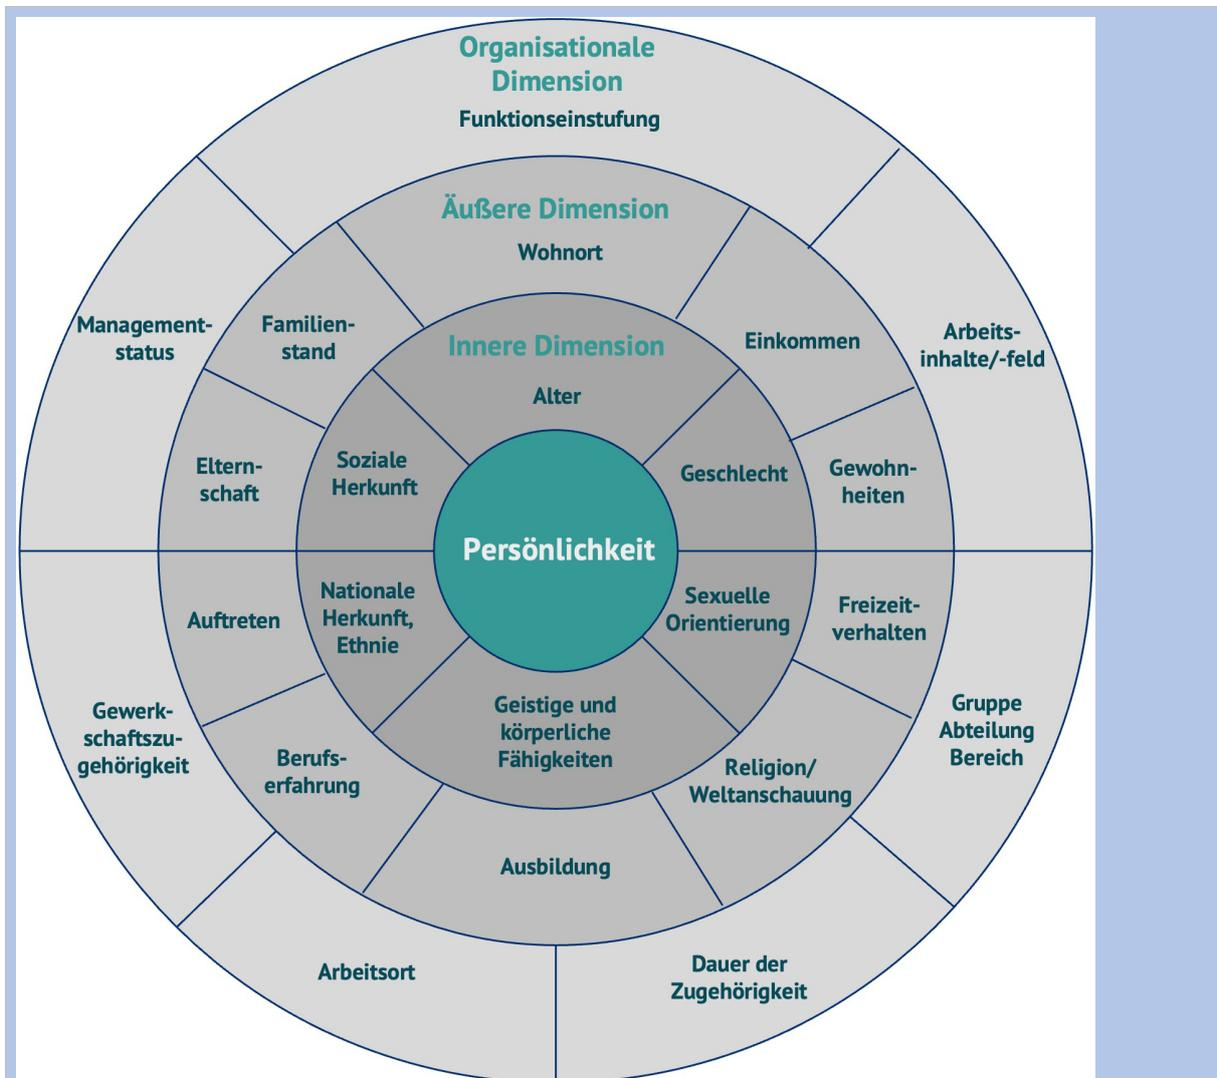 Organisationale
Dimension
Funktionseinstufung
Äußere Dimension
Wohnort
Innere Dimension
Alter
Management-
status
Familien-
stand
Einkommen
Arbeits-
inhalte/-feld
Eltern-
schaft
Soziale
Herkunft
Geschlecht
Gewohn-
heiten
Persönlichkeit
Auftreten
Nationale
Herkunft,
Ethnie
Sexuelle
Orientierung
Freizeit-
verhalten
Gewerk-
schaftszu-
gehörigkeit
Berufs-
erfahrung
Geistige und
körperliche
Fähigkeiten
Religion/
Weltanschauung
Gruppe
Abteilung
Bereich
Ausbildung
Arbeitsort
Dauer der
Zugehörigkeit